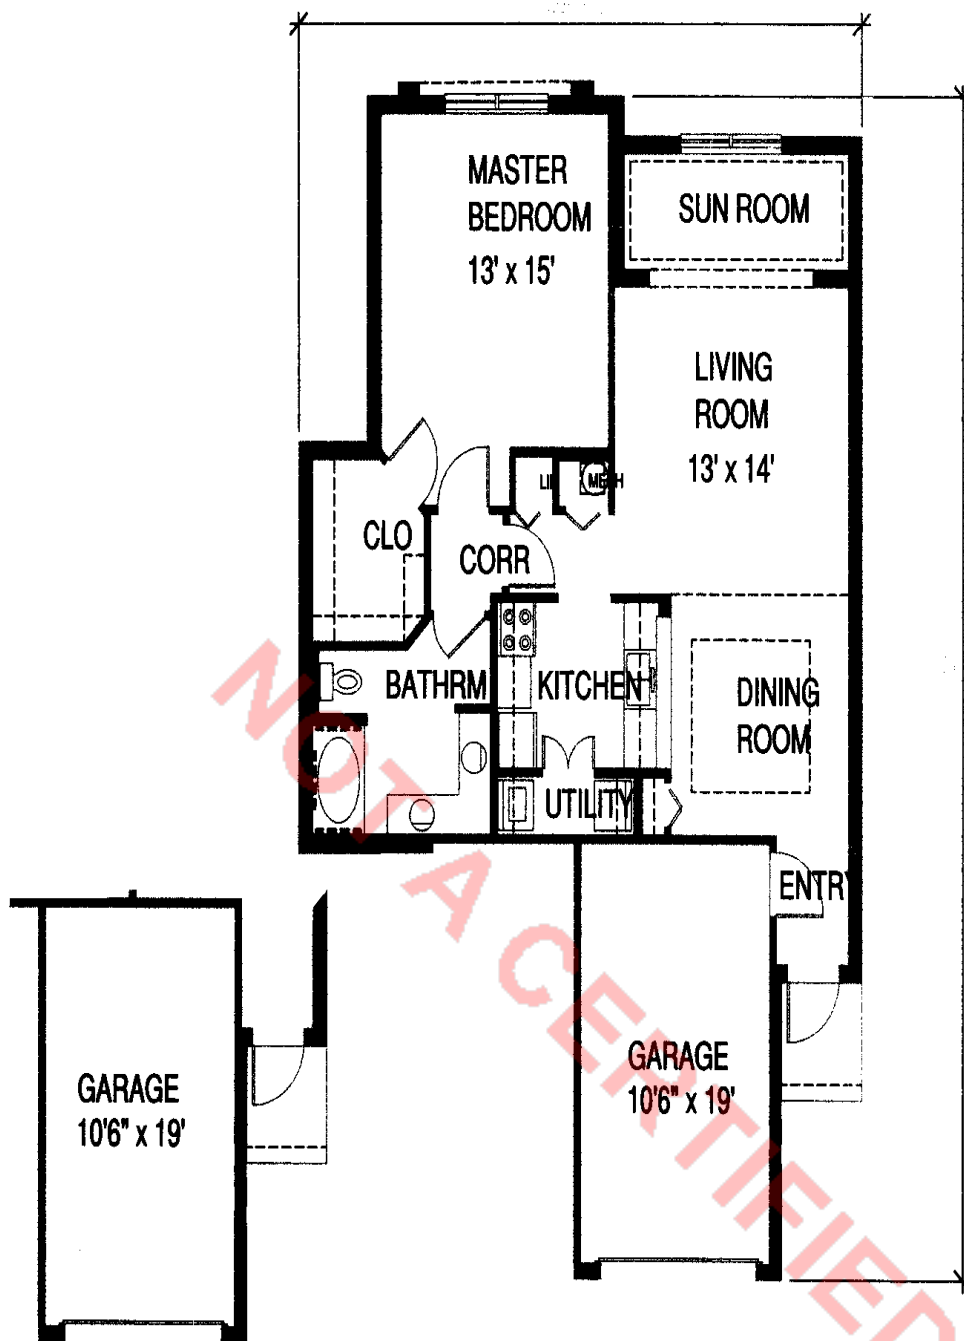 MASTER
BEDROOM
13' x 15'
SUN ROOM
LIVING
ROOM
13' x 14'
MECH
CLO
CORR
BATHRM
KITCHEN
DINING
ROOM
UTILITY
ENTRY
GARAGE
10'6" x 19'
GARAGE
10'6" x 19'
NOT A CERTIFIED